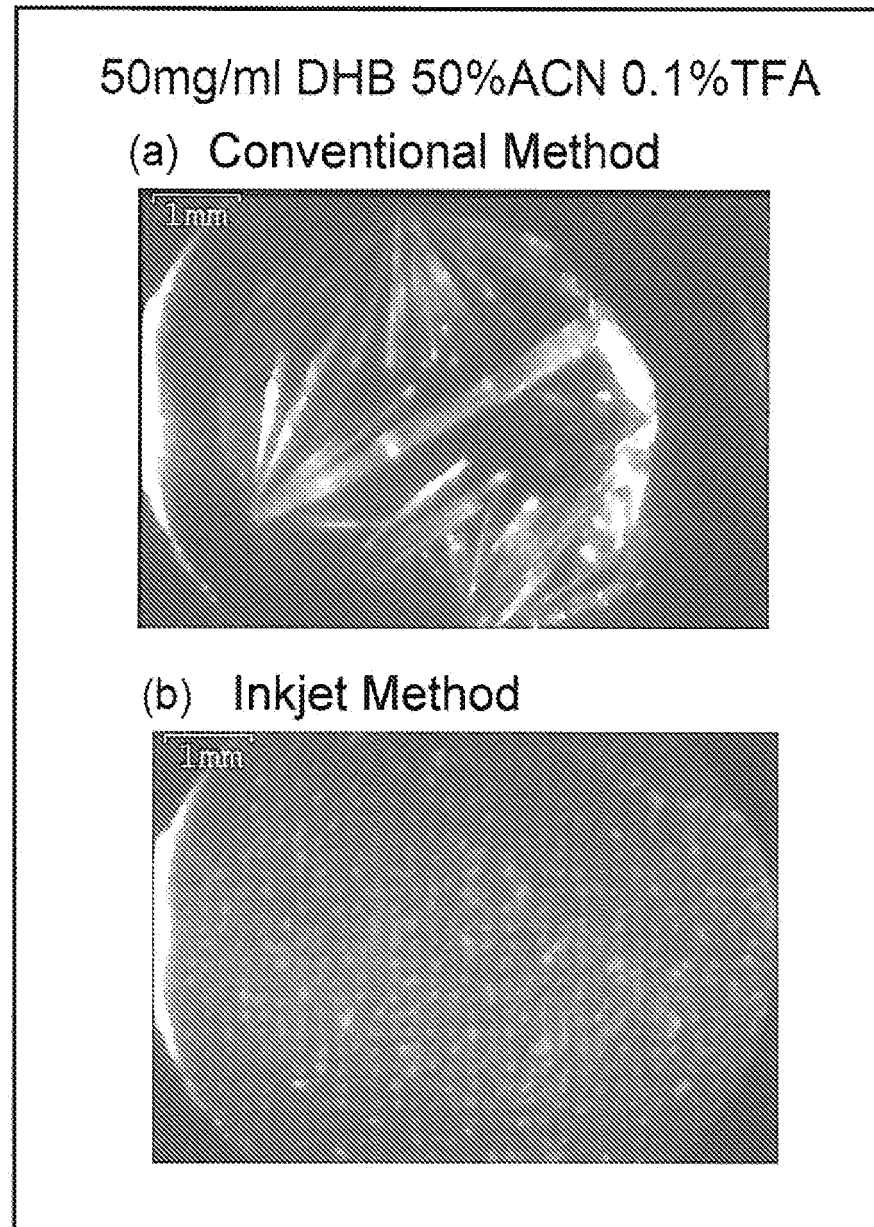 50mg/ml DHB 50%ACN 0.1%TFA
(a) Conventional Method
1mm
(b) Inkjet Method
1mm